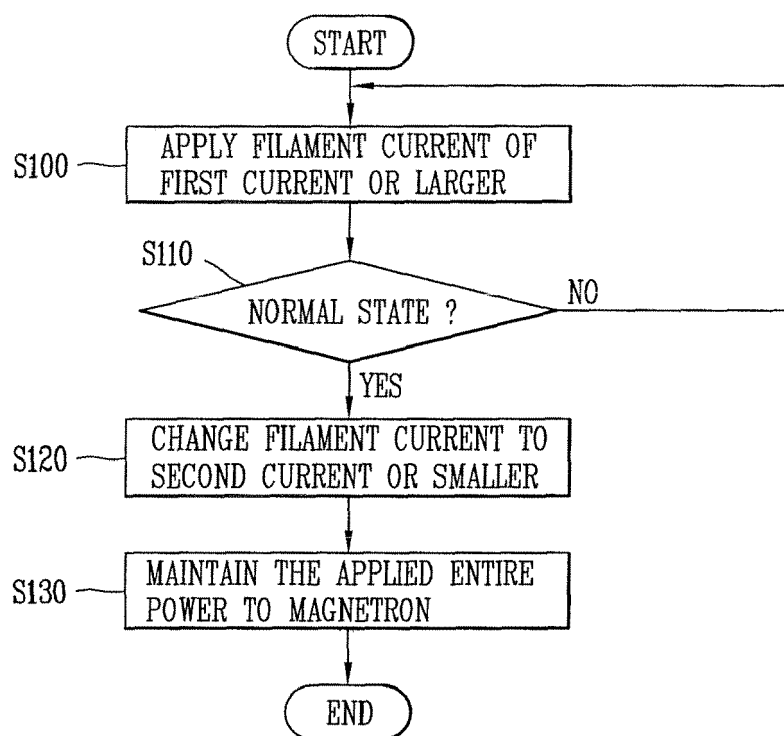 START
S100
APPLY FILAMENT CURRENT OF
FIRST CURRENT OR LARGER
S110
NORMAL STATE ?
NO
YES
S120
CHANGE FILAMENT CURRENT TO
SECOND CURRENT OR SMALLER
S130
MAINTAIN THE APPLIED ENTIRE
POWER TO MAGNETRON
END